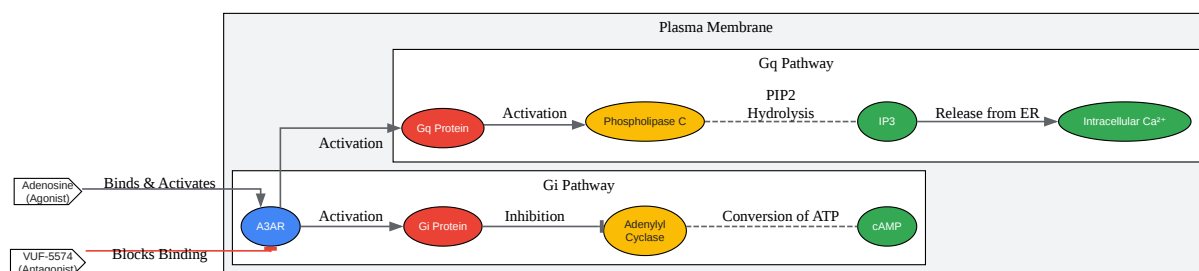 Plasma Membrane
Gq Pathway
PIP2
Hydrolysis
Gq Protein
Activation
Phospholipase C
IP3
Release from ER
Intracellular Ca²⁺
Activation
Adenosine
(Agonist)
Binds & Activates
Gi Pathway
A3AR
Activation
Gi Protein
Inhibition
Adenylyl
Cyclase
Conversion of ATP
cAMP
VUF-5574
(Antagonist)
Blocks Binding